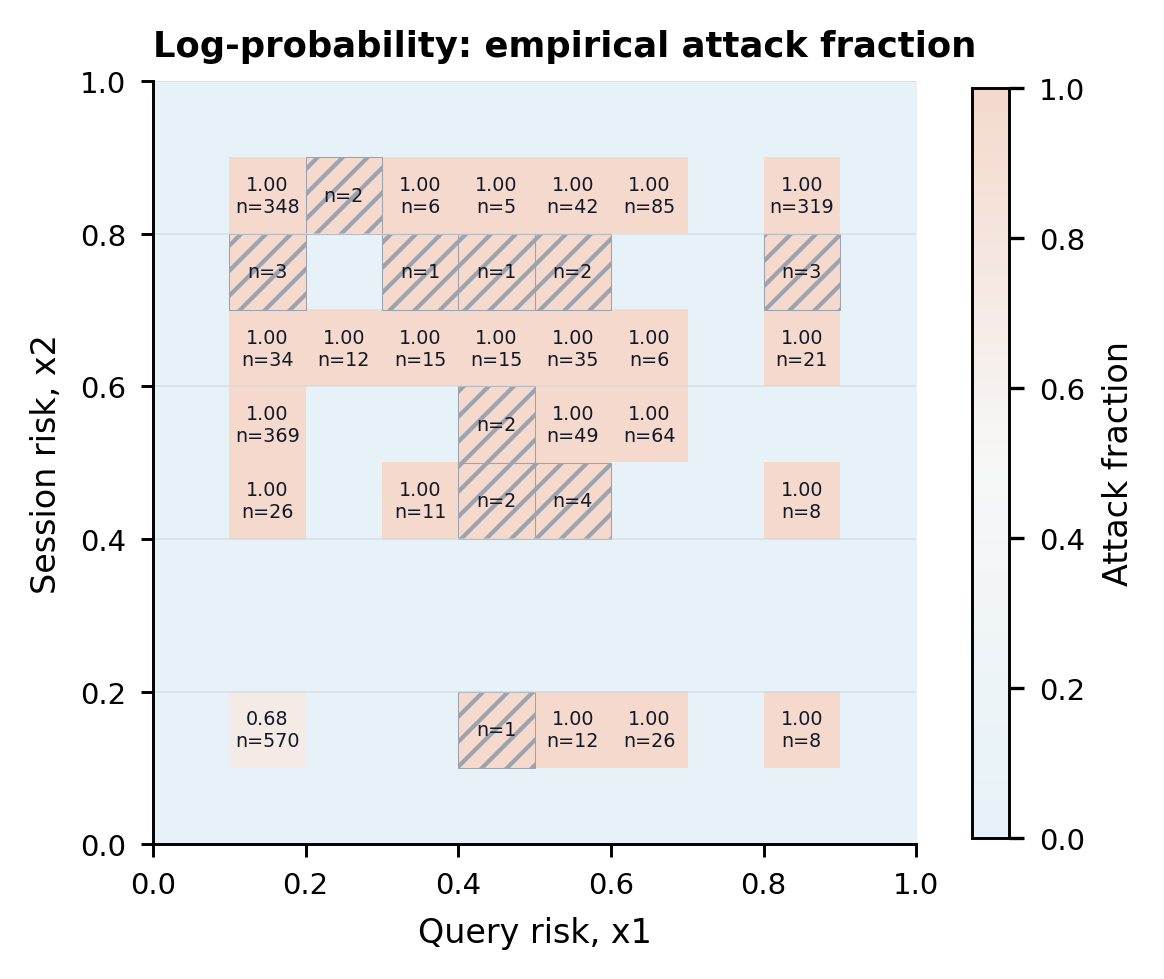 Log-probability: empirical attack fraction
1.0
0.8
0.6
0.4
0.2
0.0
Session risk, x2
1.00 n=348
n=2
1.00 n=6
1.00 n=5
1.00 n=42
1.00 n=85
1.00 n=319
n=3
n=1
n=1
n=2
n=3
1.00 n=34
1.00 n=12
1.00 n=15
1.00 n=15
1.00 n=35
1.00 n=6
1.00 n=21
1.00 n=369
n=2
1.00 n=49
1.00 n=64
1.00 n=26
1.00 n=11
n=2
n=4
1.00 n=8
0.68 n=570
n=1
1.00 n=12
1.00 n=26
1.00 n=8
0.0
0.2
0.4
0.6
0.8
1.0
Query risk, x1
1.0
0.8
0.6
0.4
0.2
0.0
Attack fraction